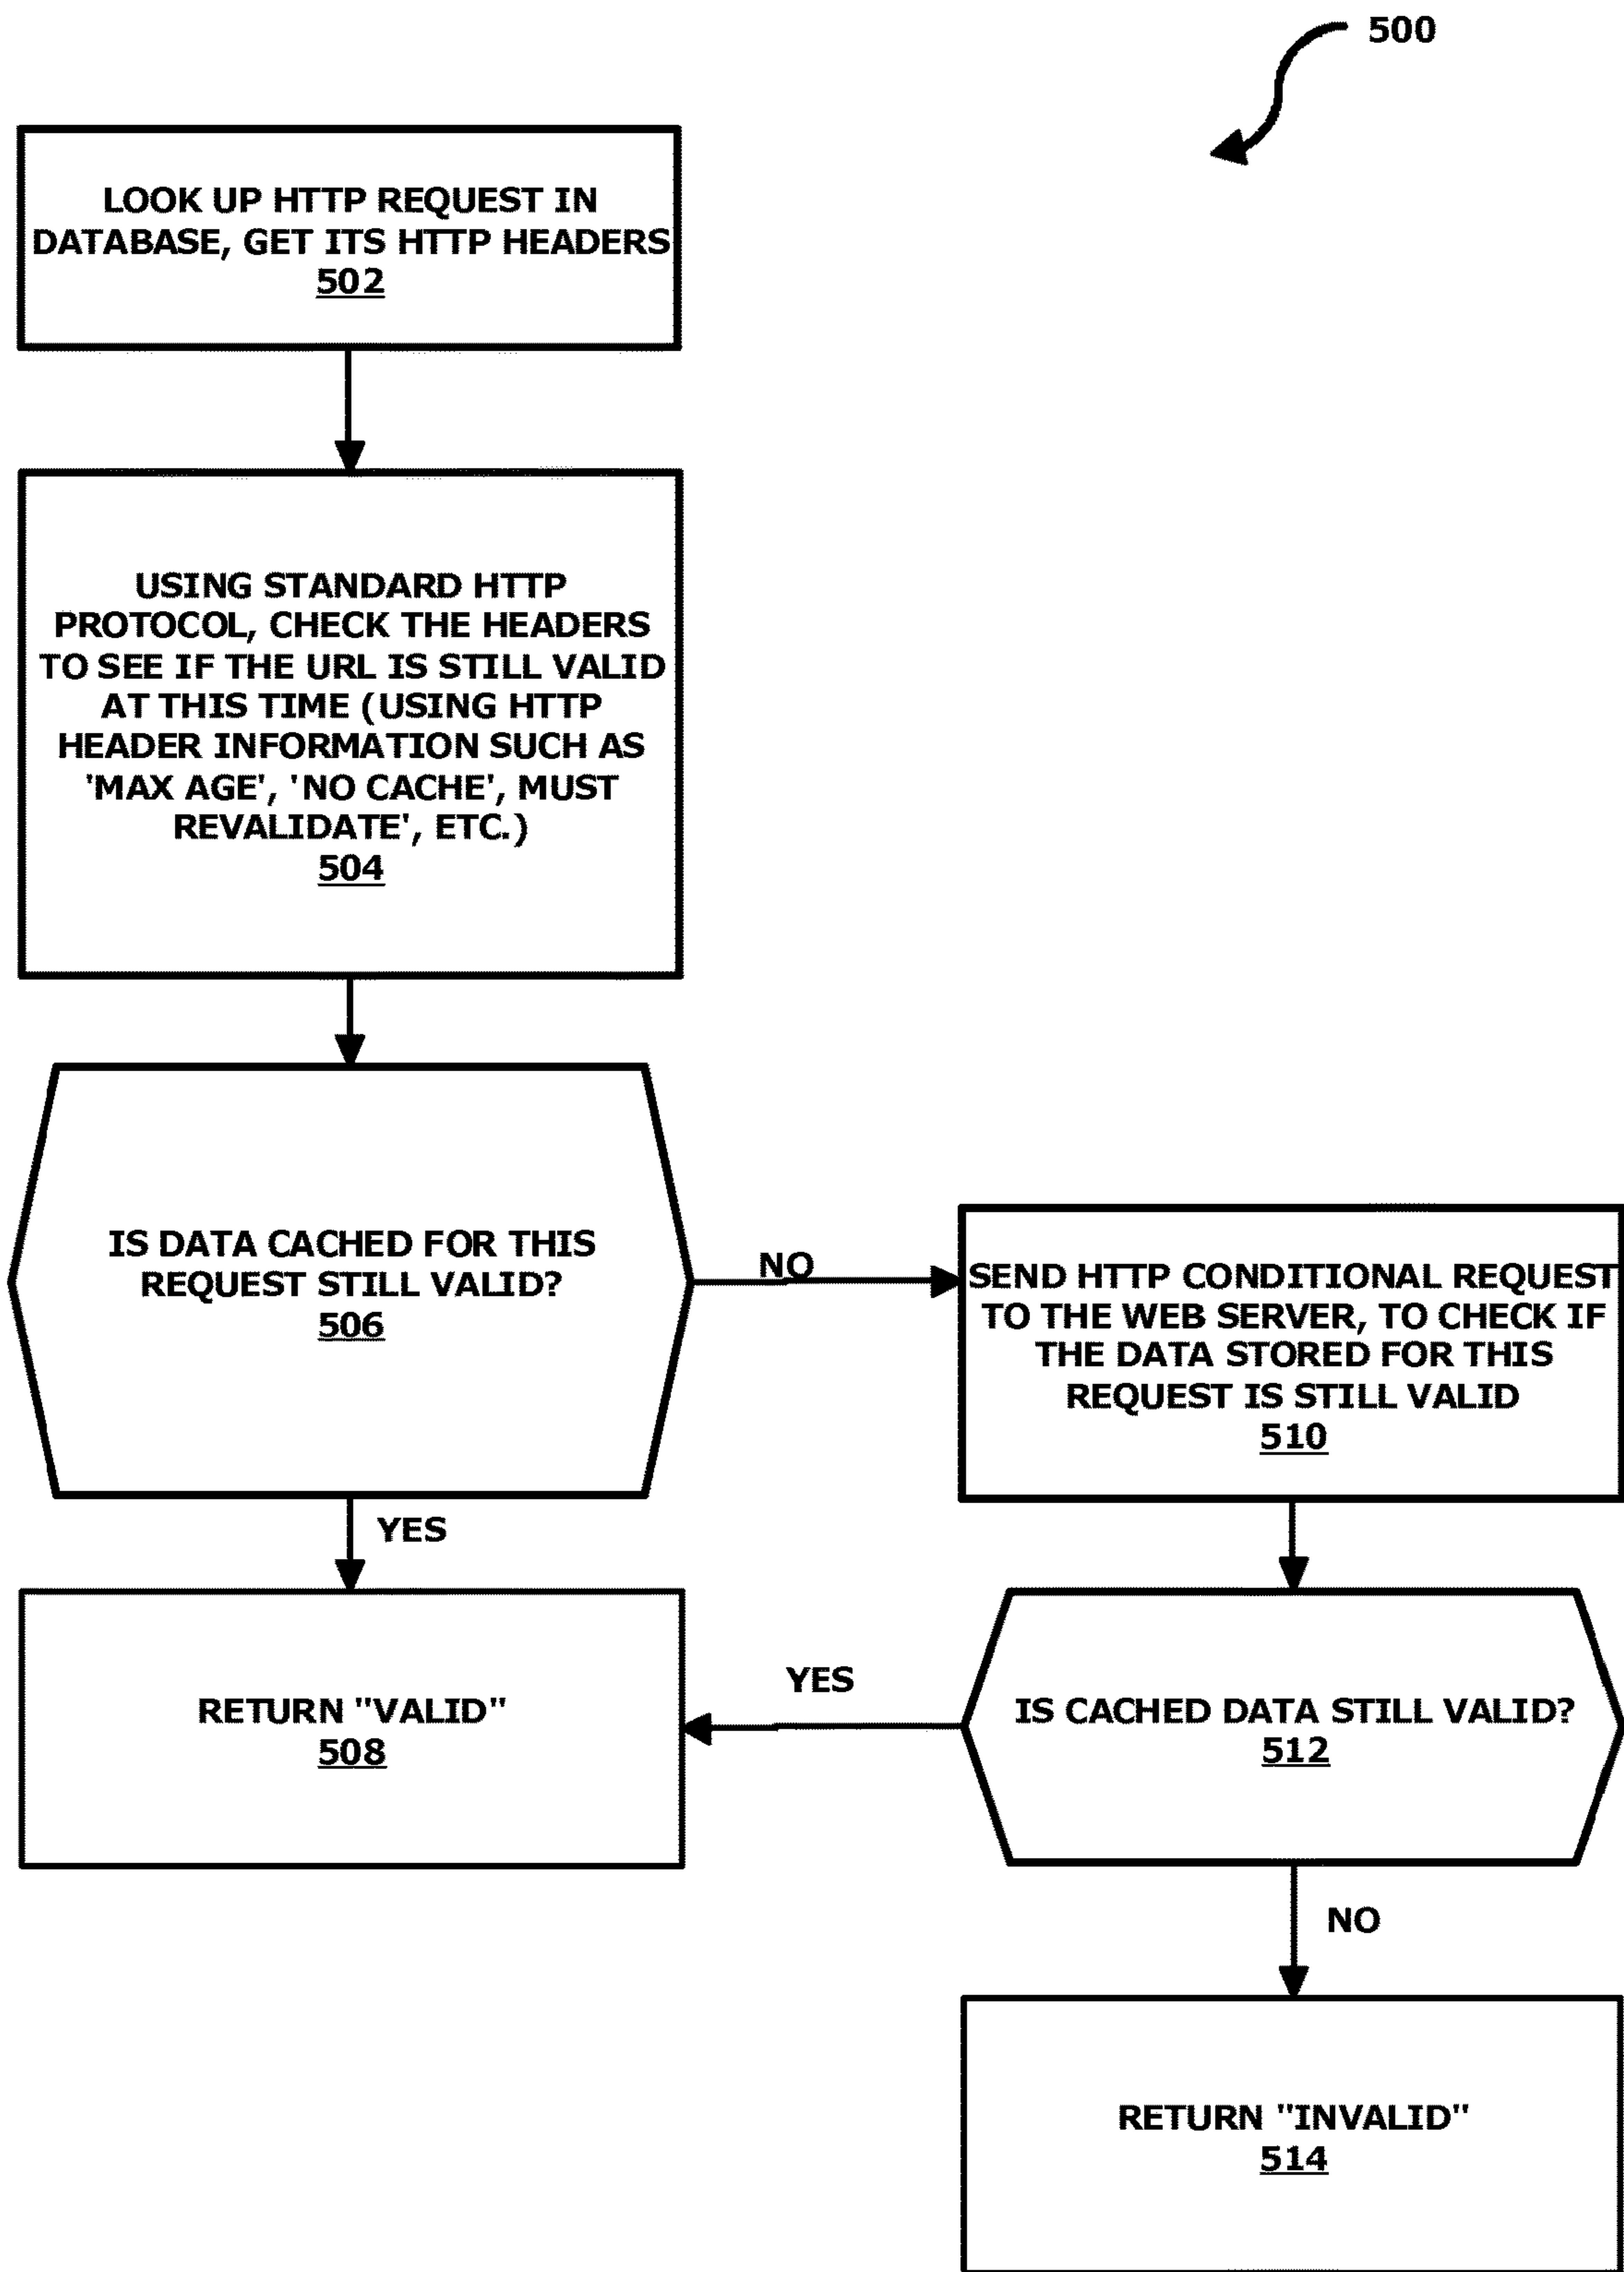 500
LOOK UP HTTP REQUEST IN
DATABASE, GET ITS HTTP HEADERS
502
USING STANDARD HTTP
PROTOCOL, CHECK THE HEADERS
TO SEE IF THE URL IS STILL VALID
AT THIS TIME (USING HTTP
HEADER INFORMATION SUCH AS
'MAX AGE', 'NO CACHE', MUST
REVALIDATE', ETC.)
504
IS DATA CACHED FOR THIS
REQUEST STILL VALID?
506
NO
SEND HTTP CONDITIONAL REQUEST
TO THE WEB SERVER, TO CHECK IF
THE DATA STORED FOR THIS
REQUEST IS STILL VALID
510
YES
RETURN "VALID"
508
YES
IS CACHED DATA STILL VALID?
512
NO
RETURN "INVALID"
514